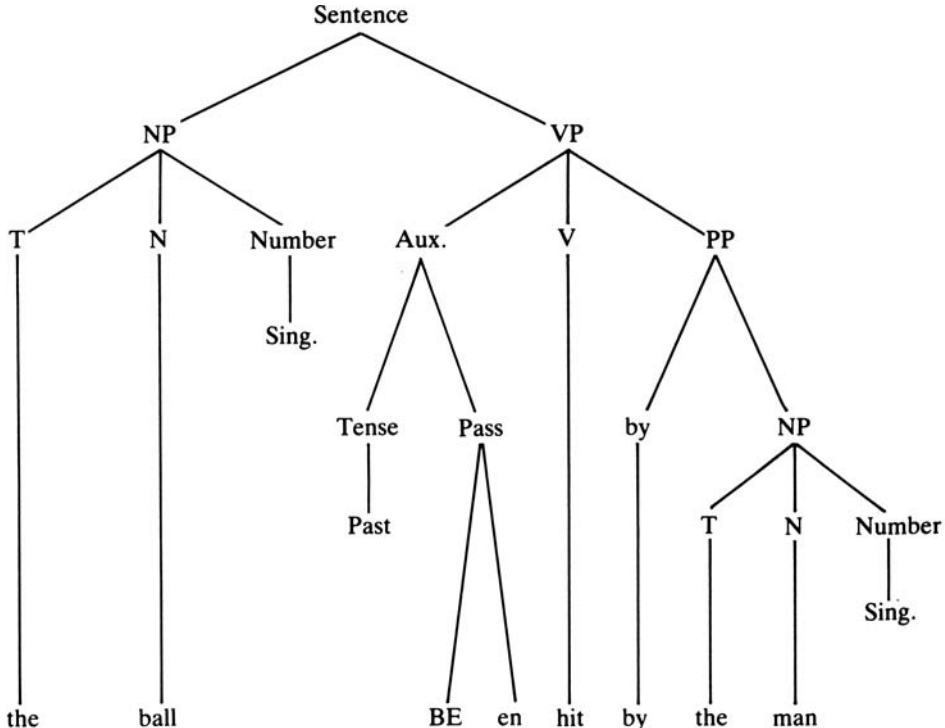 Sentence
NP VP
T N Number Aux. V PP
Sing.
Tense Pass by NP
Past T N Number
Sing.
the ball BE en hit by the man